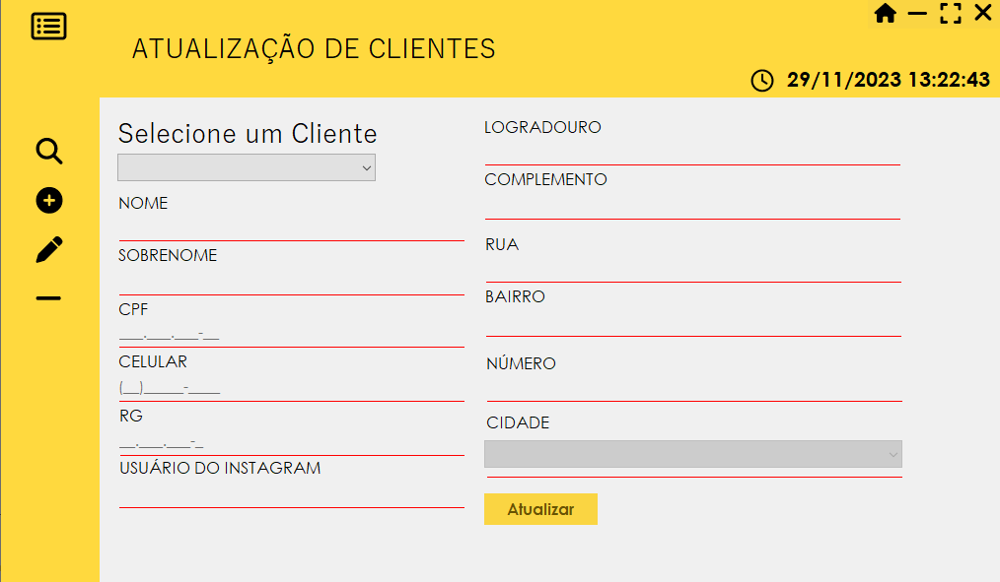 ATUALIZAÇÃO DE CLIENTES
29/11/2023 13:22:43
Selecione um Cliente
NOME
SOBRENOME
CPF
___.___.___-__
CELULAR
(__)_____-____
RG
__.___.___-_
USUÁRIO DO INSTAGRAM
LOGRADOURO
COMPLEMENTO
RUA
BAIRRO
NÚMERO
CIDADE
Atualizar